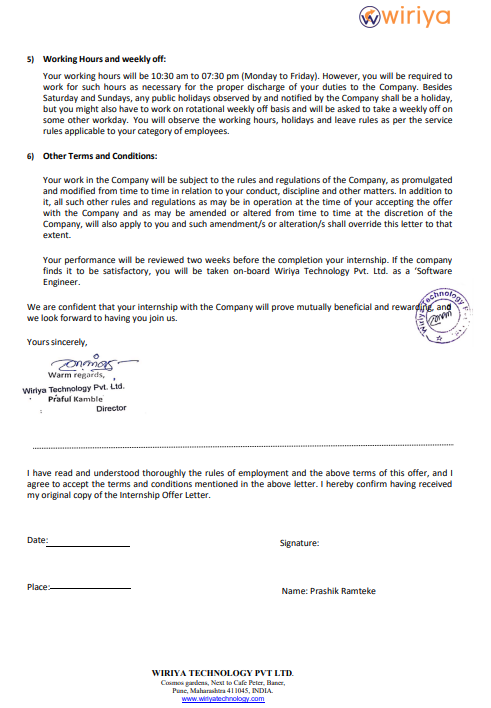 wiriya
5) Working Hours and weekly off:
Your working hours will be 10:30 am to 07:30 pm (Monday to Friday). However, you will be required to
work for such hours as necessary for the proper discharge of your duties to the Company. Besides
Saturday and Sundays, any public holidays observed by and notified by the Company shall be a holiday,
but you might also have to work on rotational weekly off basis and will be asked to take a weekly off on
some other workday. You will observe the working hours, holidays and leave rules as per the service
rules applicable to your category of employees.
6) Other Terms and Conditions:
Your work in the Company will be subject to the rules and regulations of the Company, as promulgated
and modified from time to time in relation to your conduct, discipline and other matters. In addition to
it, all such other rules and regulations as may be in operation at the time of your accepting the offer
with the Company and as may be amended or altered from time to time at the discretion of the
Company, will also apply to you and such amendment/s or alteration/s shall override this letter to that
extent.
Your performance will be reviewed two weeks before the completion your internship. If the company
finds it to be satisfactory, you will be taken on-board Wiriya Technology Pvt. Ltd. as a ‘Software
Engineer.
We are confident that your internship with the Company will prove mutually beneficial and rewarding, and
we look forward to having you join us.
Wiriya Technology
Yours sincerely,
Warm regards,
Wiriya Technology Pvt. Ltd.
Praful Kamble
Director
I have read and understood thoroughly the rules of employment and the above terms of this offer, and I
agree to accept the terms and conditions mentioned in the above letter. I hereby confirm having received
my original copy of the Internship Offer Letter.
Date:
Signature:
Place:
Name: Prashik Ramteke
WIRIYA TECHNOLOGY PVT LTD.
Cosmos gardens, Next to Cafe Peter, Baner,
Pune, Maharashtra 411045, INDIA.
www.wiriyatechnology.com